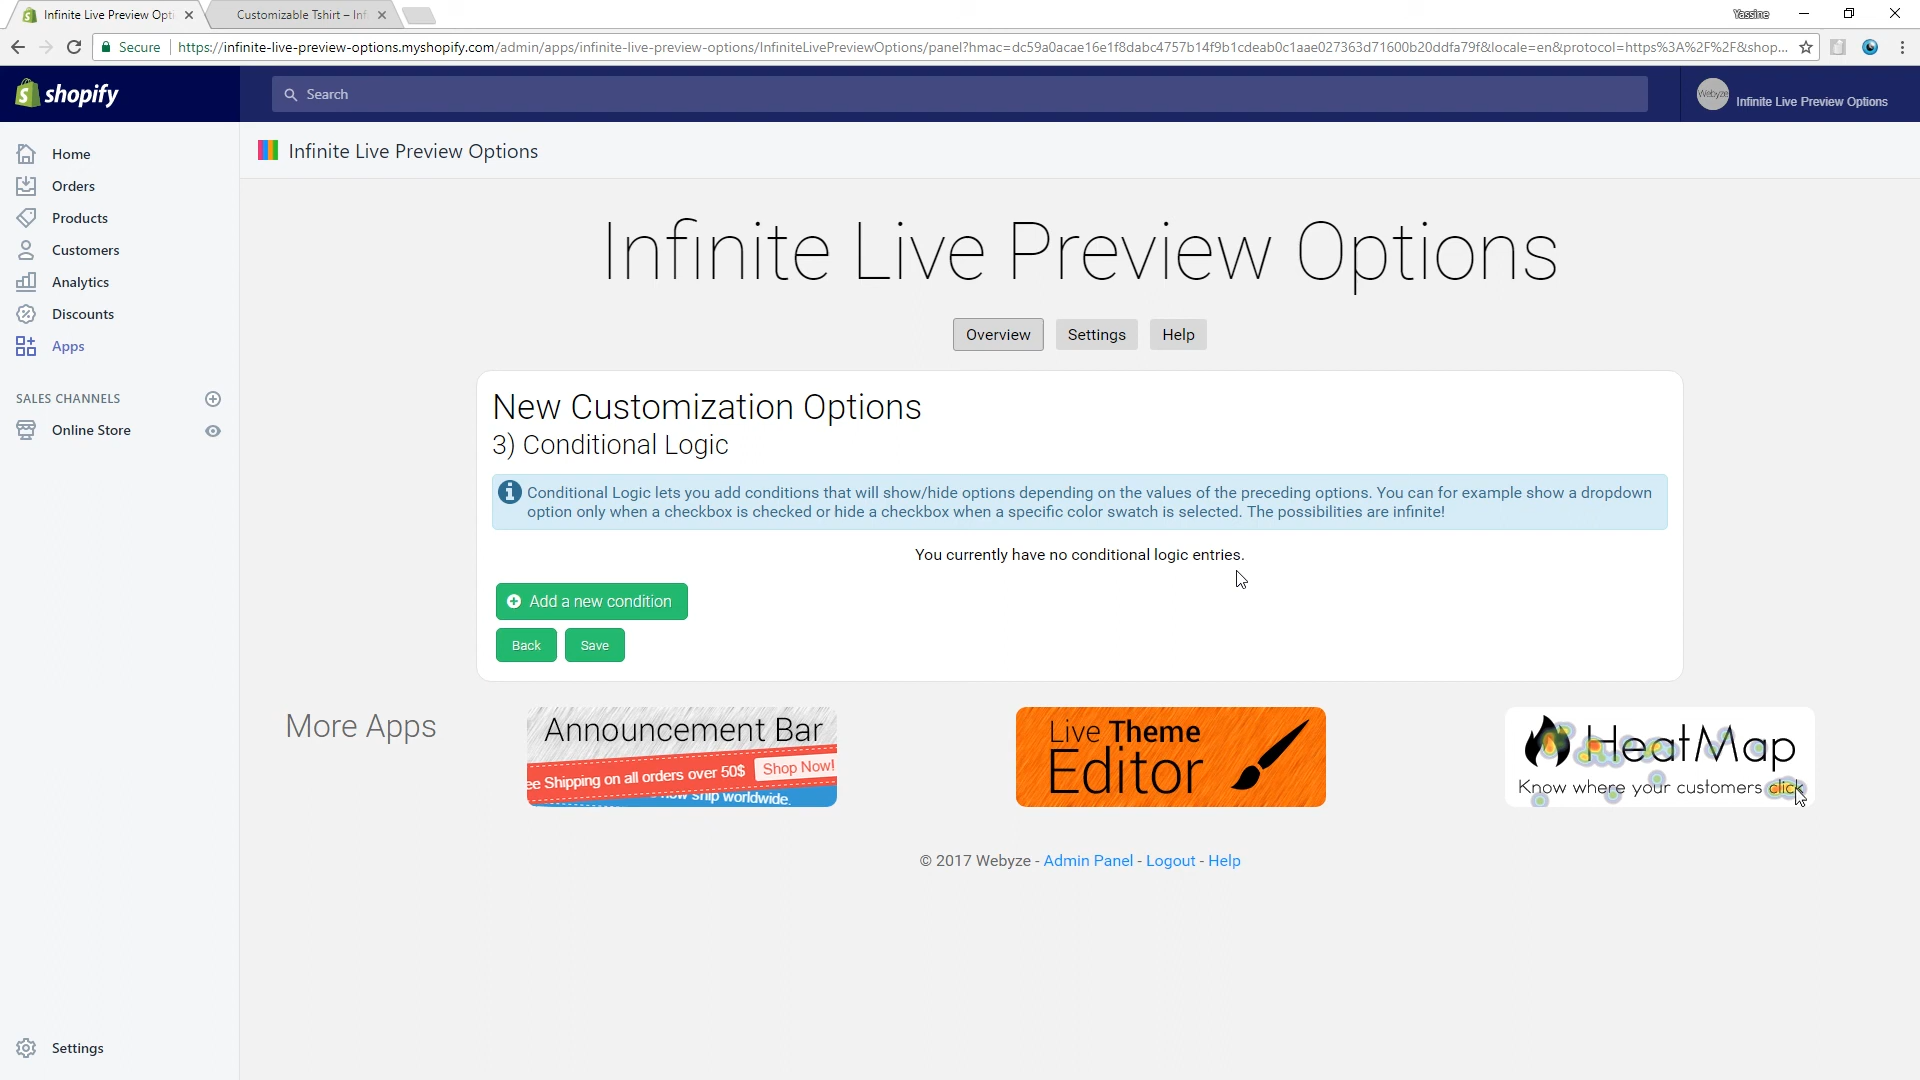 Infinite Live Preview Opti
Customizable Tshirt – Inf
Yassine
Secure
https://infinite-live-preview-options.myshopify.com/admin/apps/infinite-live-preview-options/InfiniteLivePreviewOptions/panel?hmac=dc59a0acae16e1f8dabc4757b14f9b1cdeab0c1aae027363d71600b20ddfa79f&locale=en&protocol=https%3A%2F%2F&shop...
shopify
Search
Webyze
Infinite Live Preview Options
Home
Orders
Products
Customers
Analytics
Discounts
Apps
SALES CHANNELS
Online Store
Settings
Infinite Live Preview Options
Infinite Live Preview Options
Overview
Settings
Help
New Customization Options
3) Conditional Logic
Conditional Logic lets you add conditions that will show/hide options depending on the values of the preceding options. You can for example show a dropdown
option only when a checkbox is checked or hide a checkbox when a specific color swatch is selected. The possibilities are infinite!
You currently have no conditional logic entries.
Add a new condition
Back
Save
More Apps
Announcement Bar
ee Shipping on all orders over 50$
Shop Now!
now ship worldwide.
Live Theme
Editor
HeatMap
Know where your customers click
© 2017 Webyze - Admin Panel - Logout - Help